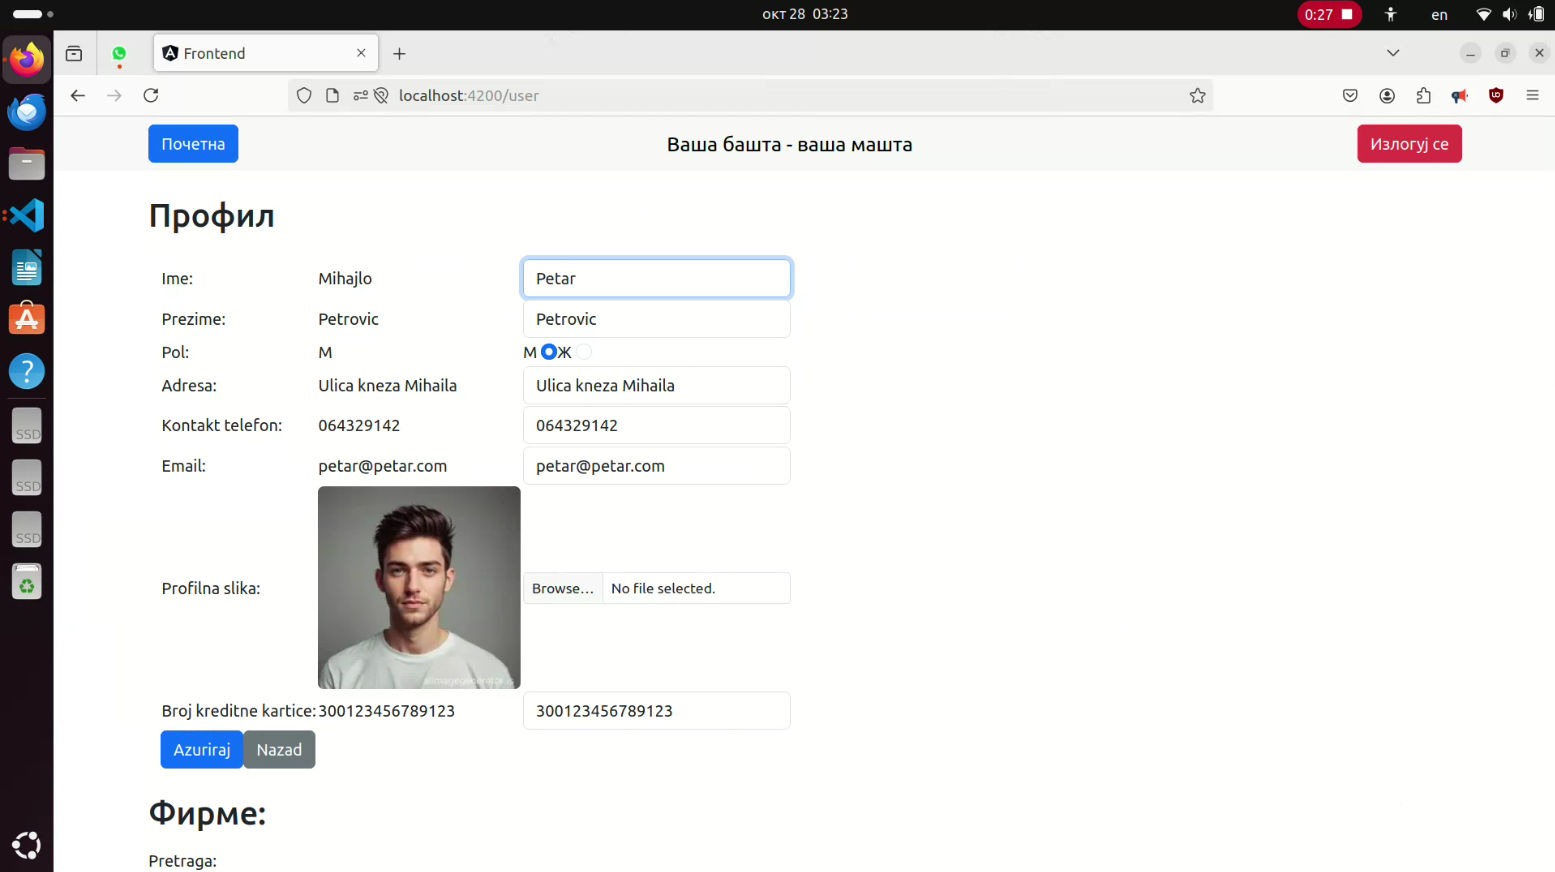 окт 28 03:23
0:27
en
Frontend
localhost:4200/user
Почетна
Ваша башта - ваша машта
Излогуј се
Профил
Ime: Mihajlo Petar
Prezime: Petrovic Petrovic
Pol: M М Ж
Adresa: Ulica kneza Mihaila Ulica kneza Mihaila
Kontakt telefon: 064329142 064329142
Email: petar@petar.com petar@petar.com
Profilna slika: Browse... No file selected.
Broj kreditne kartice: 300123456789123 300123456789123
Azuriraj Nazad
Фирме:
Pretraga:
SSD
SSD
SSD